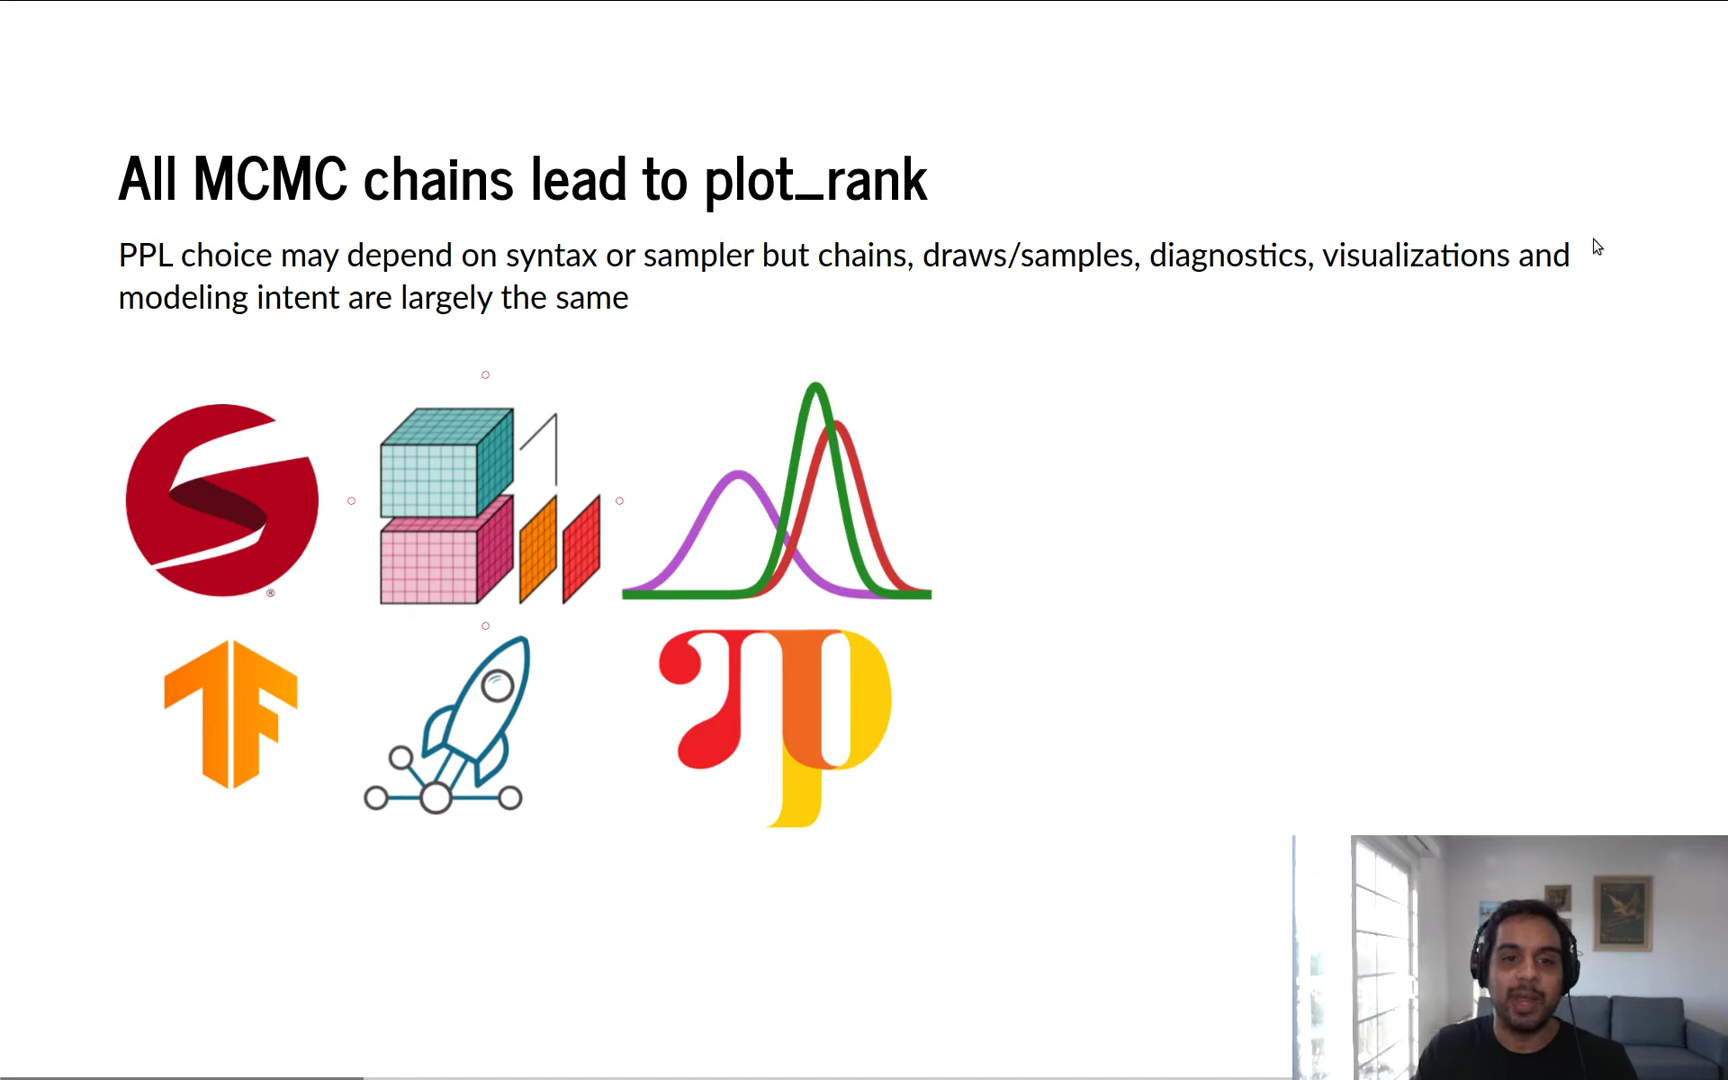 All MCMC chains lead to plot_rank
PPL choice may depend on syntax or sampler but chains, draws/samples, diagnostics, visualizations and
modeling intent are largely the same
®